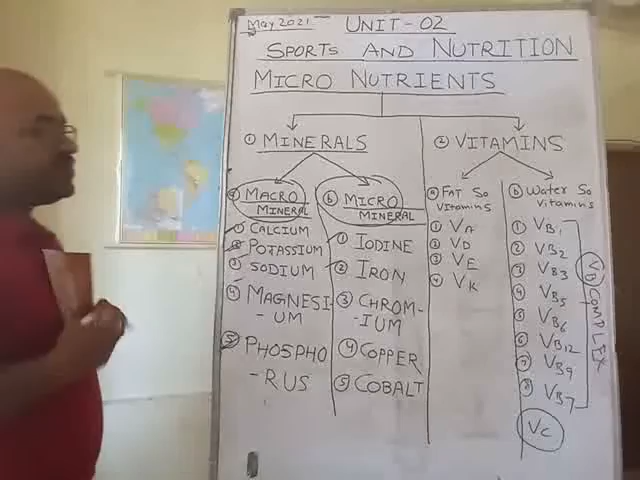 May 2021 UNIT-02
SPORTS AND NUTRITION
MICRO NUTRIENTS
① MINERALS
② VITAMINS
ⓐ MACRO
MINERAL
① CALCIUM
② POTASSIUM
③ SODIUM
④ MAGNESI
-UM
⑤ PHOSPHO
-RUS
ⓑ MICRO
MINERAL
① IODINE
② IRON
③ CHROM-
IUM
④ COPPER
⑤ COBALT
ⓐ FAT SO
VITAMINS
① VA
② VD
③ VE
④ VK
ⓑ WATER SO
VITAMINS
① VB1
② VB2
③ VB3
④ VB5
⑤ VB6
⑥ VB12
⑦ VB9
⑧ VB7
VB COMPLEX
VC